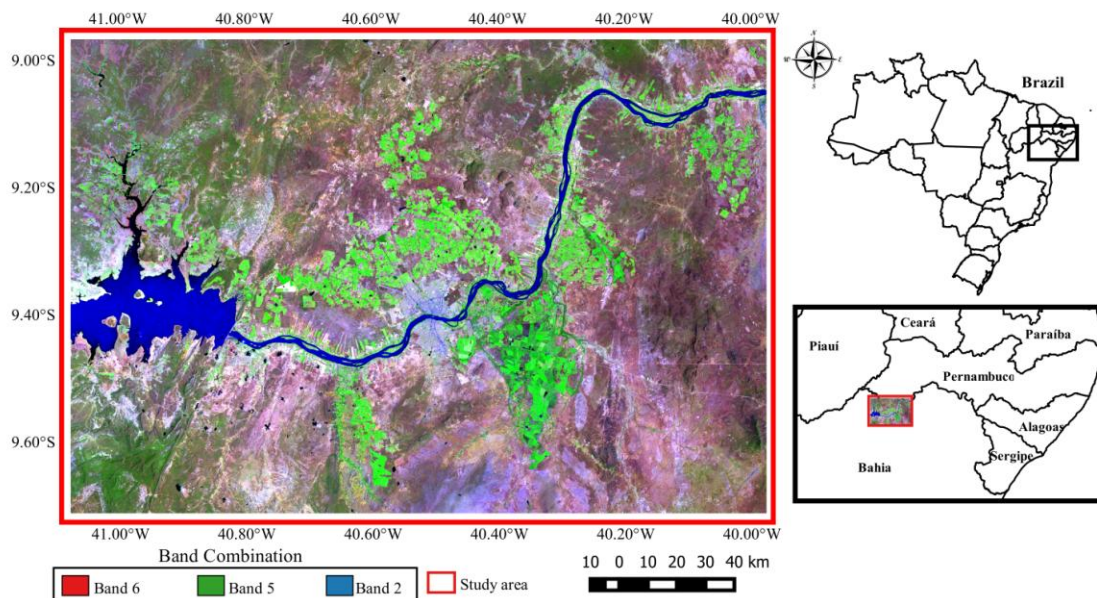 41.00°W 40.80°W 40.60°W 40.40°W 40.20°W 40.00°W
9.00°S
9.20°S
9.40°S
9.60°S
41.00°W 40.80°W 40.60°W 40.40°W 40.20°W 40.00°W
N
W E
S
Brazil
Piauí
Ceará
Paraíba
Pernambuco
Alagoas
Sergipe
Bahia
Band Combination
Band 6 Band 5 Band 2 Study area
10 0 10 20 30 40 km